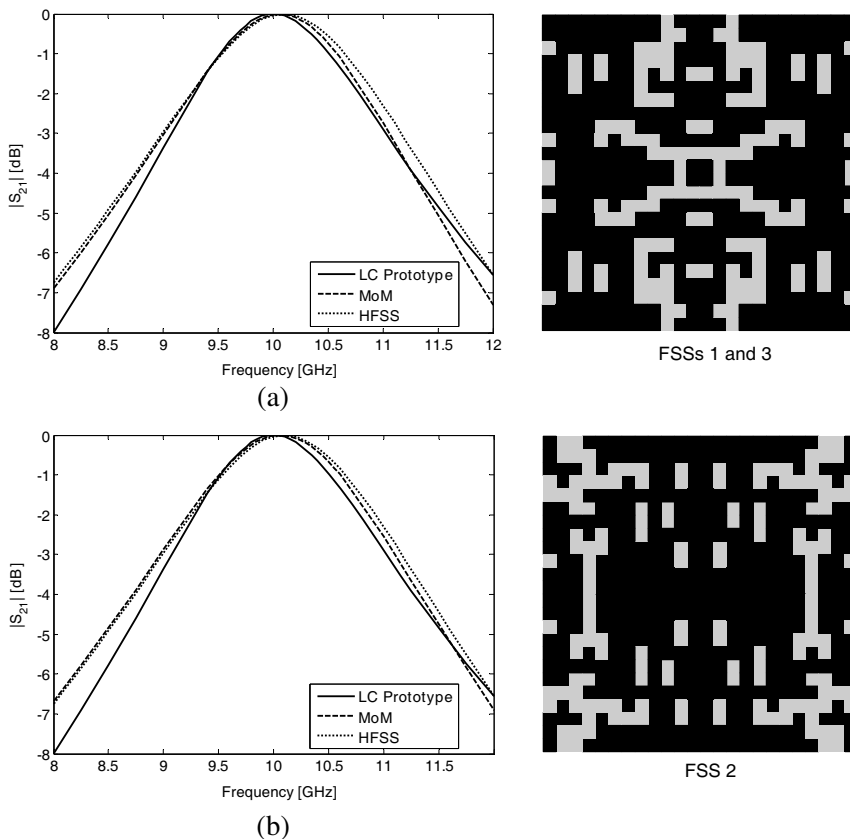 0
-1
-2
-3
-4
-5
-6
-7
-8
|S21| [dB]
8 8.5 9 9.5 10 10.5 11 11.5 12
Frequency [GHz]
LC Prototype
MoM
HFSS
(a)
FSSs 1 and 3
0
-1
-2
-3
-4
-5
-6
-7
-8
|S21| [dB]
8 8.5 9 9.5 10 10.5 11 11.5
Frequency [GHz]
LC Prototype
MoM
HFSS
(b)
FSS 2